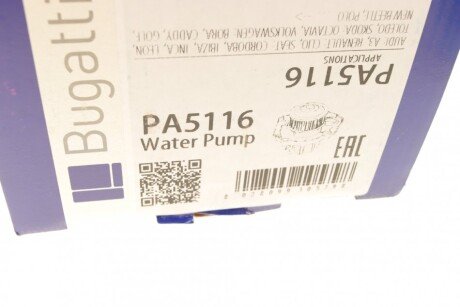 Bugatti
PA5116
Water Pump
EAC
PA5116
APPLICATIONS
AUDI A3, RENAULT CLIO, SEAT CORDOBA, IBIZA, INCA, LEON,
TOLEDO, SKODA OCTAVIA, VOLKSWAGEN BORA, CADDY, GOLF,
NEW BEETLE, POLO